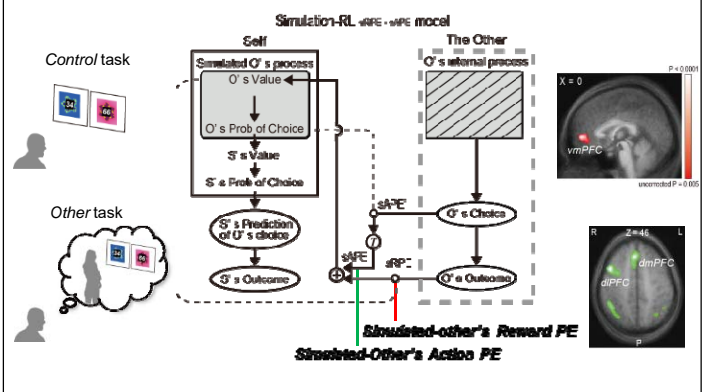 Simulation-RL sRPE - sAPE model
Self
The Other
Control task
34
66
Simulated O's process
O's Value
O's Prob of Choice
S's Value
S's Prob of Choice
S's Prediction
of O's choice
S's Outcome
O's internal process
O's Choice
O's Outcome
sAPE'
T
sAPE
sRPE
+
Other task
34
66
Simulated-other's Reward PE
Simulated-Other's Action PE
P < 0.0001
X = 0
vmPFC
uncorrected P = 0.005
R
Z = 46
L
dmPFC
dlPFC
P